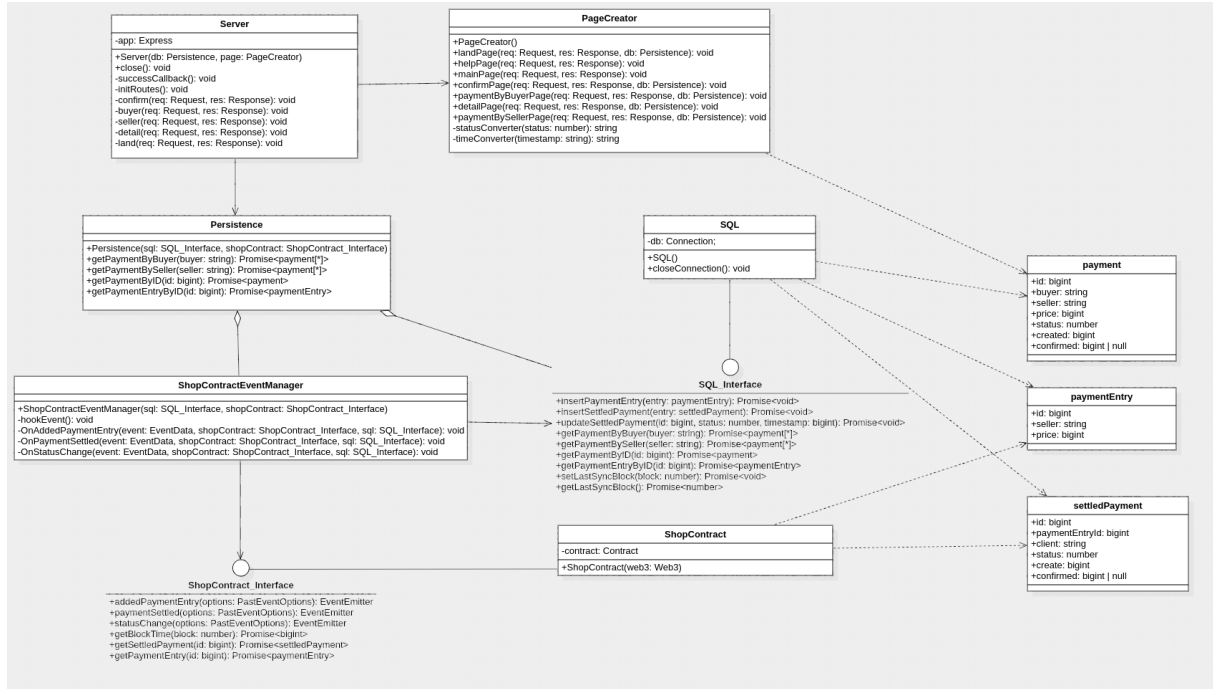 Server
-app: Express
+Server(db: Persistence, page: PageCreator)
+close(): void
-successCallback(): void
-initRoutes(): void
-confirm(req: Request, res: Response): void
-buyer(req: Request, res: Response): void
-seller(req: Request, res: Response): void
-detail(req: Request, res: Response): void
-land(req: Request, res: Response): void
PageCreator
+PageCreator()
+landPage(req: Request, res: Response, db: Persistence): void
+helpPage(req: Request, res: Response): void
+mainPage(req: Request, res: Response): void
+confirmPage(req: Request, res: Response, db: Persistence): void
+paymentByBuyerPage(req: Request, res: Response, db: Persistence): void
+detailPage(req: Request, res: Response, db: Persistence): void
+paymentBySellerPage(req: Request, res: Response, db: Persistence): void
-statusConverter(status: number): string
-timeConverter(timestamp: string): string
Persistence
+Persistence(sql: SQL_Interface, shopContract: ShopContract_Interface)
+getPaymentByBuyer(buyer: string): Promise<payment[*]>
+getPaymentBySeller(seller: string): Promise<payment[*]>
+getPaymentByID(id: bigint): Promise<payment>
+getPaymentEntryByID(id: bigint): Promise<paymentEntry>
SQL
-db: Connection;
+SQL()
+closeConnection(): void
payment
+id: bigint
+buyer: string
+seller: string
+price: bigint
+status: number
+created: bigint
+confirmed: bigint | null
ShopContractEventManager
+ShopContractEventManager(sql: SQL_Interface, shopContract: ShopContract_Interface)
-hookEvent(): void
-OnAddedPaymentEntry(event: EventData, shopContract: ShopContract_Interface, sql: SQL_Interface): void
-OnPaymentSettled(event: EventData, shopContract: ShopContract_Interface, sql: SQL_Interface): void
-OnStatusChange(event: EventData, shopContract: ShopContract_Interface, sql: SQL_Interface): void
SQL_Interface
+insertPaymentEntry(entry: paymentEntry): Promise<void>
+insertSettledPayment(entry: settledPayment): Promise<void>
+updateSettledPayment(id: bigint, status: number, timestamp: bigint): Promise<void>
+getPaymentByBuyer(buyer: string): Promise<payment[*]>
+getPaymentBySeller(seller: string): Promise<payment[*]>
+getPaymentByID(id: bigint): Promise<payment>
+getPaymentEntryByID(id: bigint): Promise<paymentEntry>
+setLastSyncBlock(block: number): Promise<void>
+getLastSyncBlock(): Promise<number>
paymentEntry
+id: bigint
+seller: string
+price: bigint
settledPayment
+id: bigint
+paymentEntryId: bigint
+client: string
+status: number
+create: bigint
+confirmed: bigint | null
ShopContract
-contract: Contract
+ShopContract(web3: Web3)
ShopContract_Interface
+addedPaymentEntry(options: PastEventOptions): EventEmitter
+paymentSettled(options: PastEventOptions): EventEmitter
+statusChange(options: PastEventOptions): EventEmitter
+getBlockTime(block: number): Promise<bigint>
+getSettledPayment(id: bigint): Promise<settledPayment>
+getPaymentEntry(id: bigint): Promise<paymentEntry>